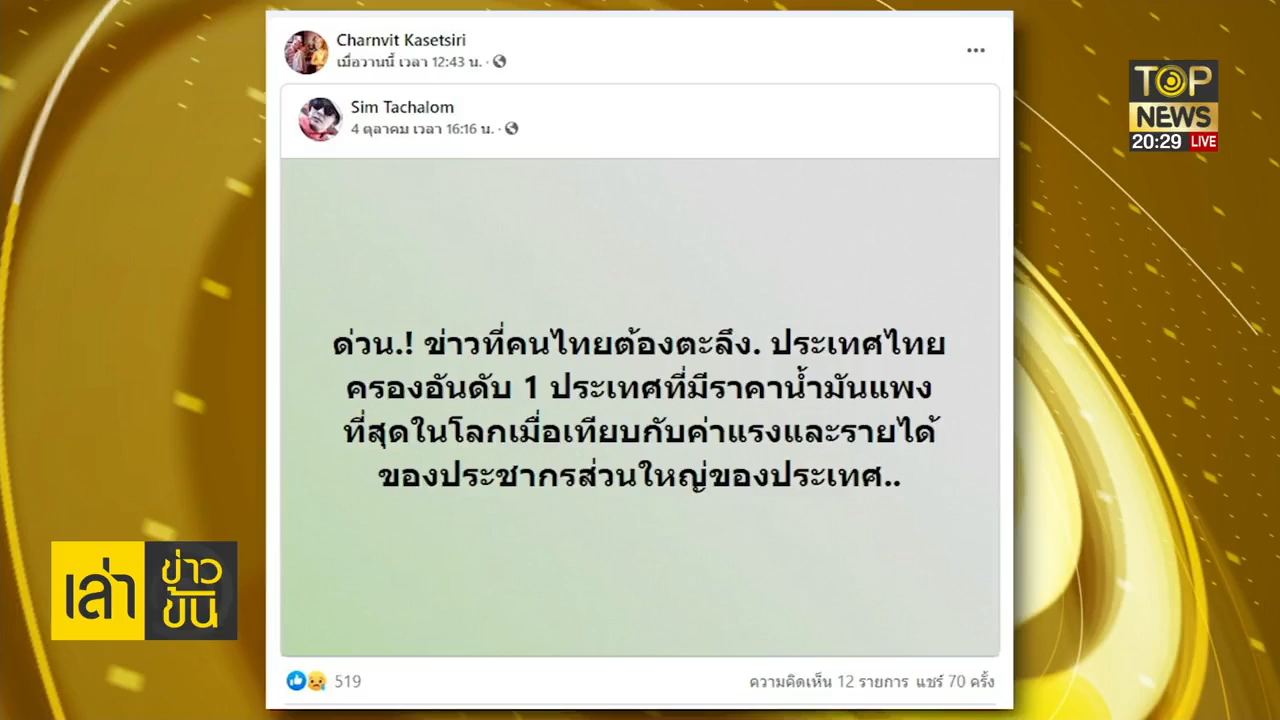 Charnvit Kasetsiri
เมื่อวานนี้ เวลา 12:43 น. ·
Sim Tachalom
4 ตุลาคม เวลา 16:16 น. ·
TOP
NEWS
20:29 LIVE
ด่วน.! ข่าวที่คนไทยต้องตะลึง. ประเทศไทย
ครองอันดับ 1 ประเทศที่มีราคาน้ำมันแพง
ที่สุดในโลกเมื่อเทียบกับค่าแรงและรายได้
ของประชากรส่วนใหญ่ของประเทศ..
เล่า
ข่าว
ข้น
519
ความคิดเห็น 12 รายการ แชร์ 70 ครั้ง